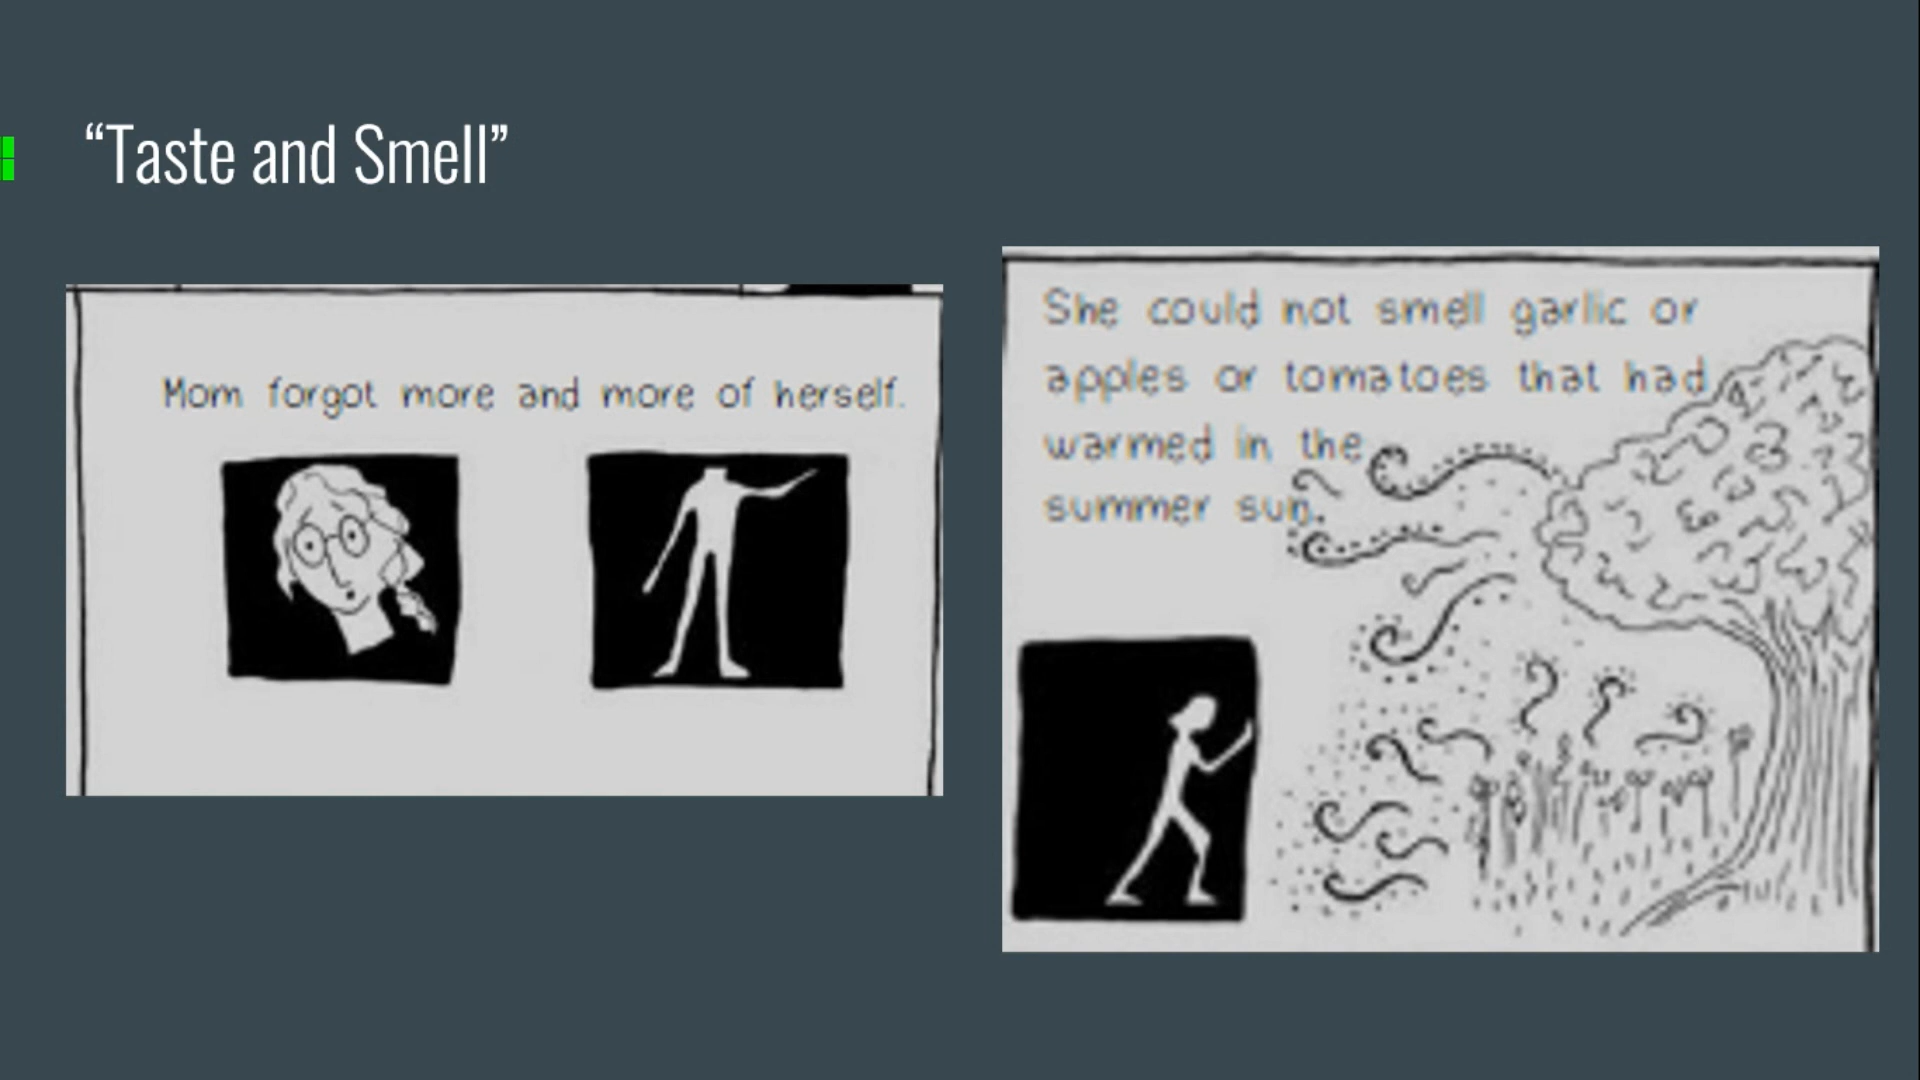 “Taste and Smell”
Mom forgot more and more of herself.
She could not smell garlic or
apples or tomatoes that had
warmed in the
summer sun.